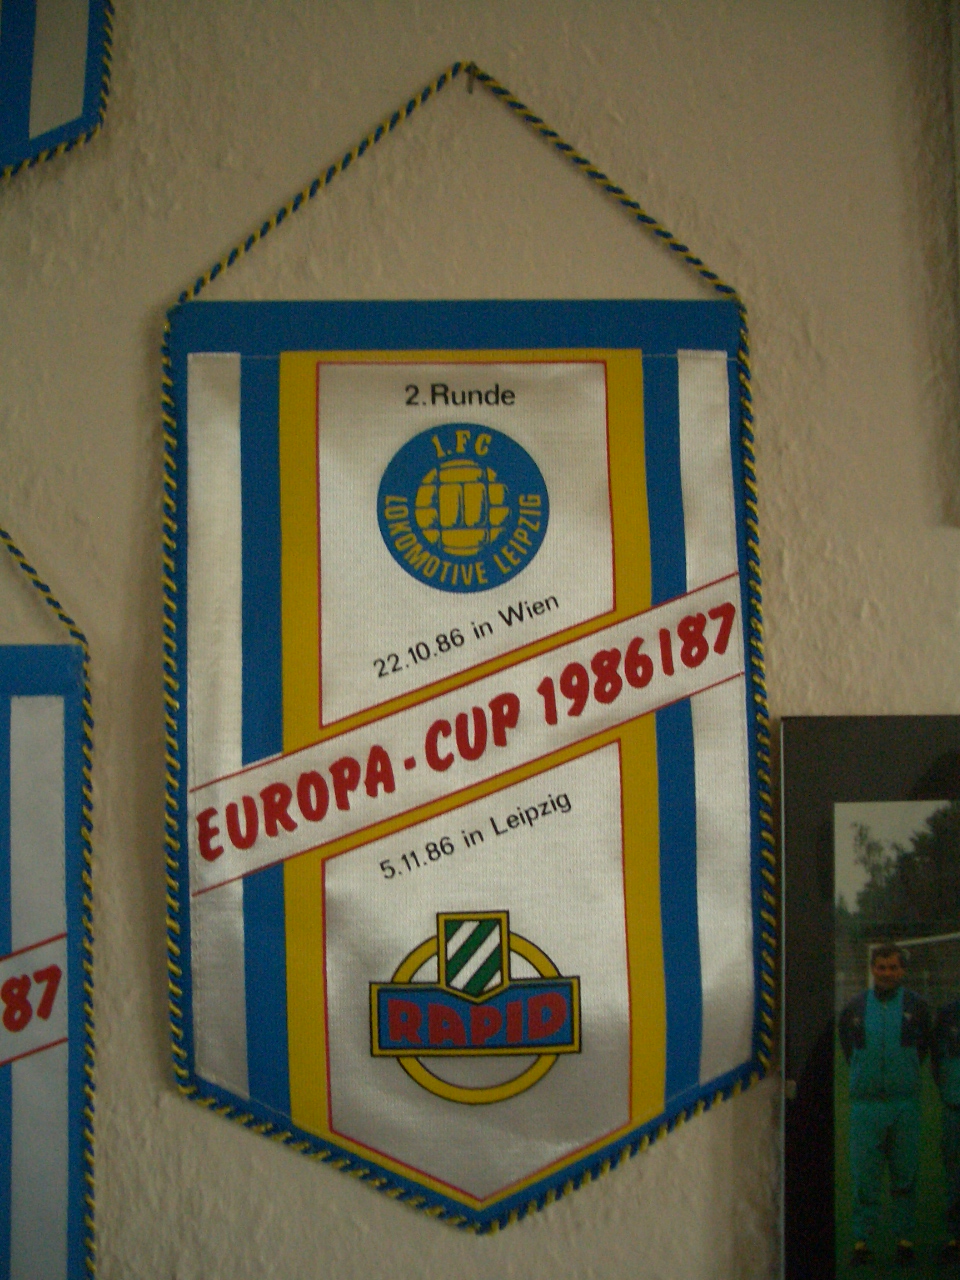 2.Runde
1.FC
LOKOMOTIVE LEIPZIG
22.10.86 in Wien
EUROPA-CUP 1986/87
5.11.86 in Leipzig
RAPID
87